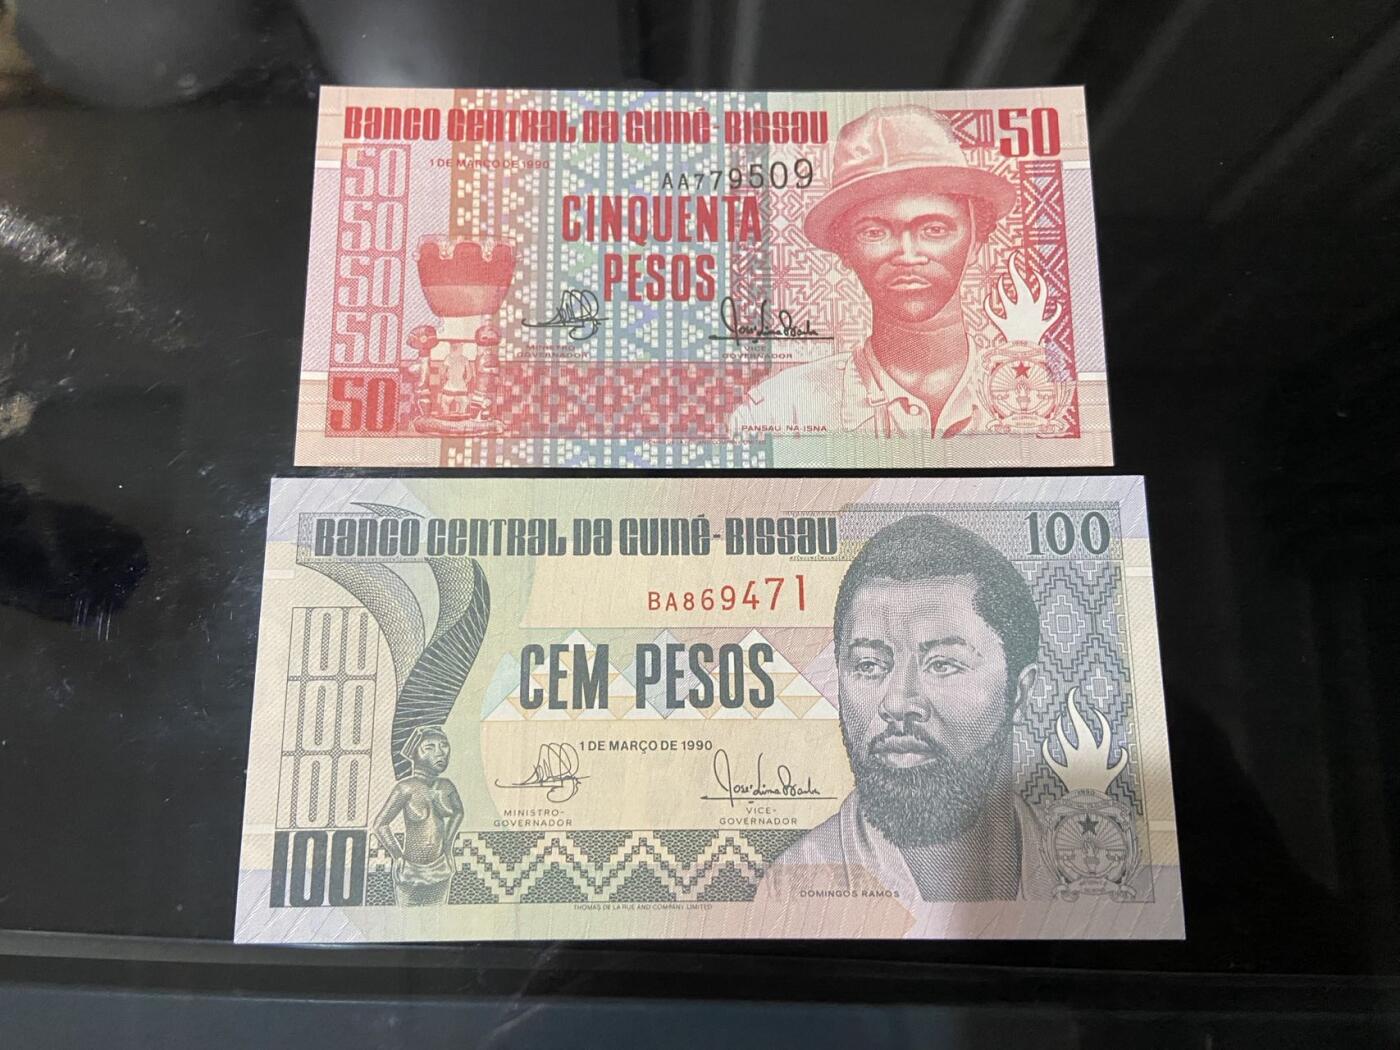 BANCO CENTRAL DA GUINÉ-BISSAU
50
1 DE MARÇO DE 1990
AA779509
50
50
50
50
50
CINQUENTA
PESOS
MINISTRO
GOVERNADOR
VICE
GOVERNADOR
PANSAU NA-ISNA
BANCO CENTRAL DA GUINÉ-BISSAU
100
BA869471
100
100
100
100
CEM PESOS
1 DE MARÇO DE 1990
MINISTRO-
GOVERNADOR
VICE-
GOVERNADOR
DOMINGOS RAMOS
THOMAS DE LA RUE AND COMPANY LIMITED